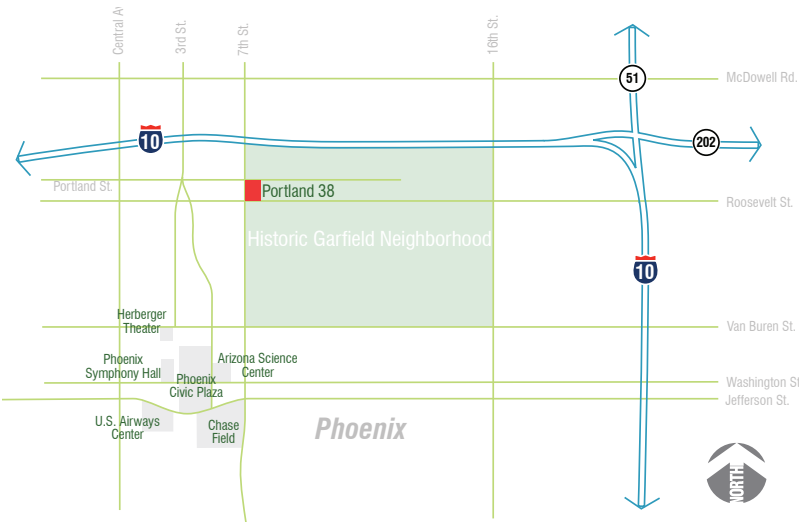 Central Av
3rd St.
7th St.
16th St.
51
McDowell Rd.
10
202
Portland St.
Portland 38
Roosevelt St.
Historic Garfield Neighborhood
10
Herberger
Theater
Van Buren St.
Phoenix
Symphony Hall
Arizona Science
Center
Phoenix
Civic Plaza
Washington St
Jefferson St.
U.S. Airways
Center
Chase
Field
Phoenix
NORTH